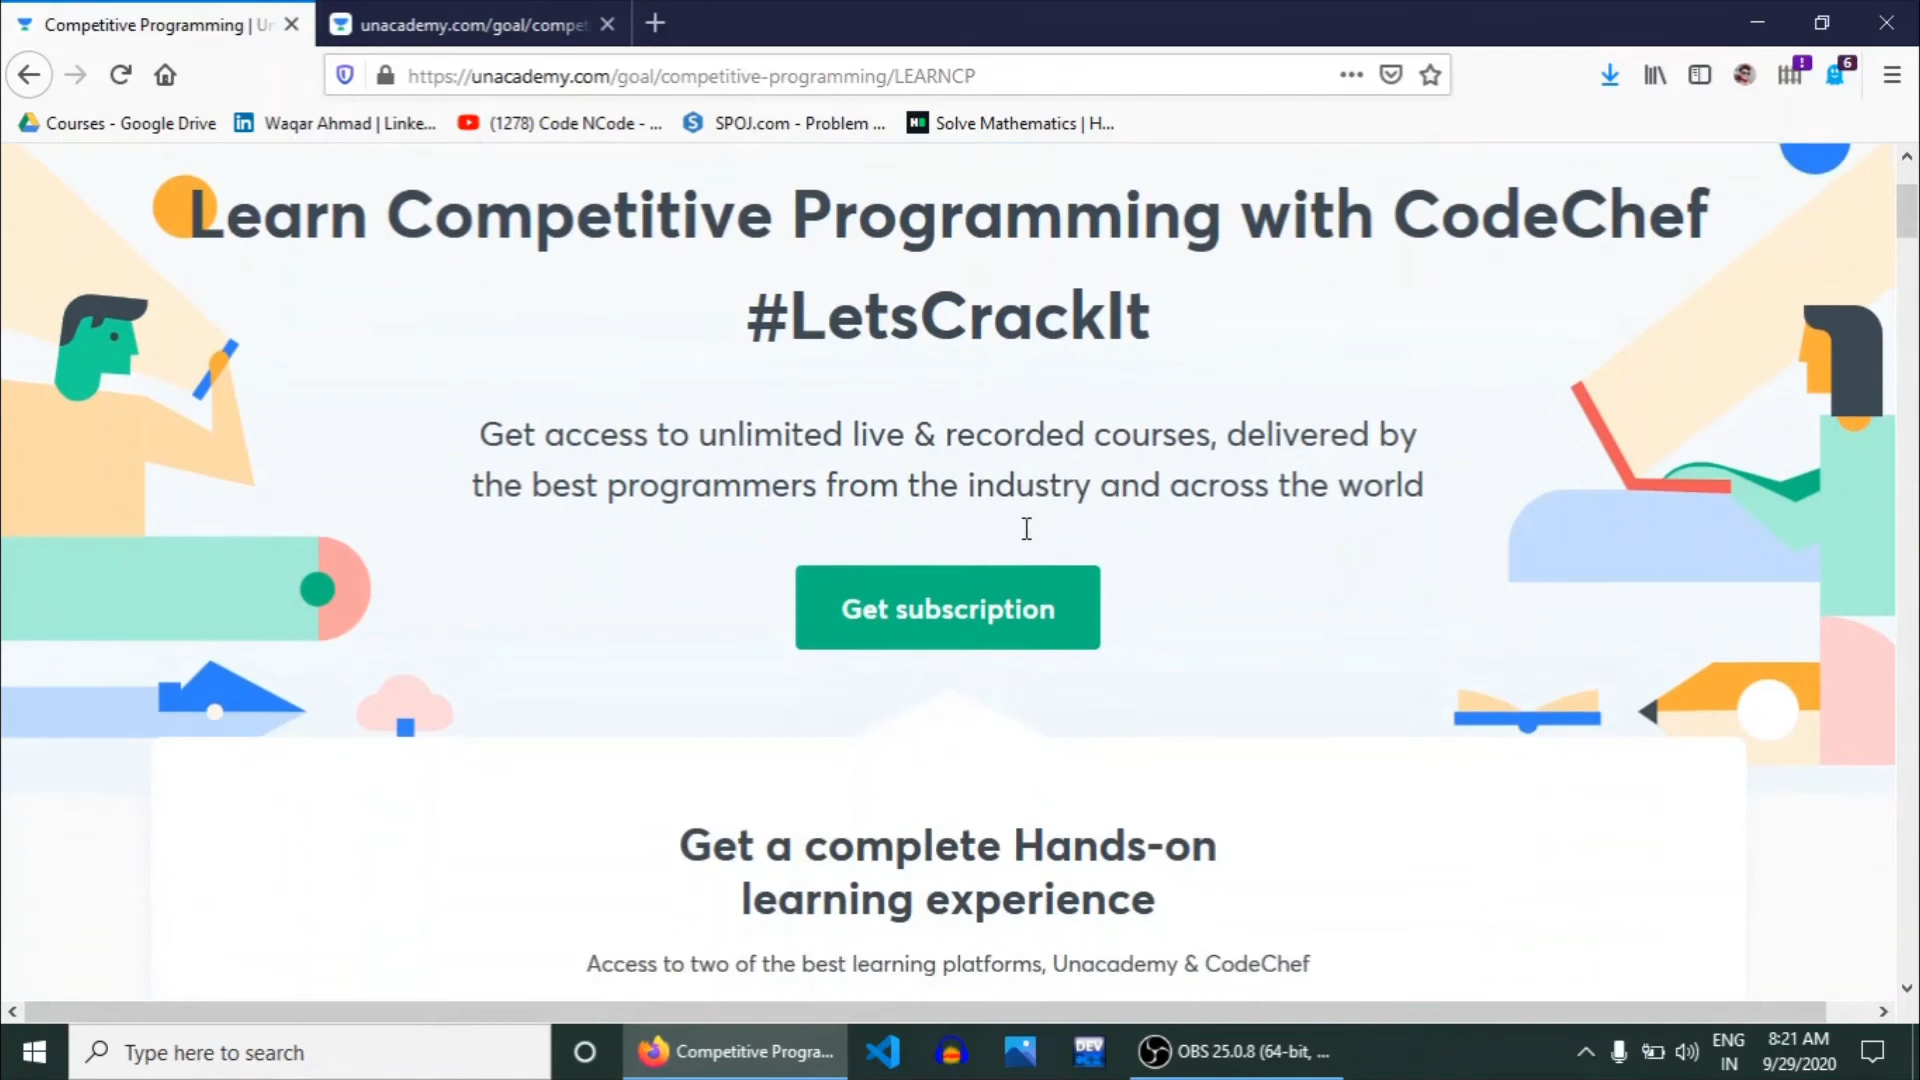 Competitive Programming | Un
unacademy.com/goal/compet
https://unacademy.com/goal/competitive-programming/LEARNCP
6
Courses - Google Drive
Waqar Ahmad | Linke...
(1278) Code NCode - ...
SPOJ.com - Problem ...
Solve Mathematics | H...
Learn Competitive Programming with CodeChef
#LetsCrackIt
Get access to unlimited live & recorded courses, delivered by
the best programmers from the industry and across the world
Get subscription
Get a complete Hands-on
learning experience
Access to two of the best learning platforms, Unacademy & CodeChef
Type here to search
Competitive Progra...
DEV
OBS 25.0.8 (64-bit, ...
ENG
IN
8:21 AM
9/29/2020